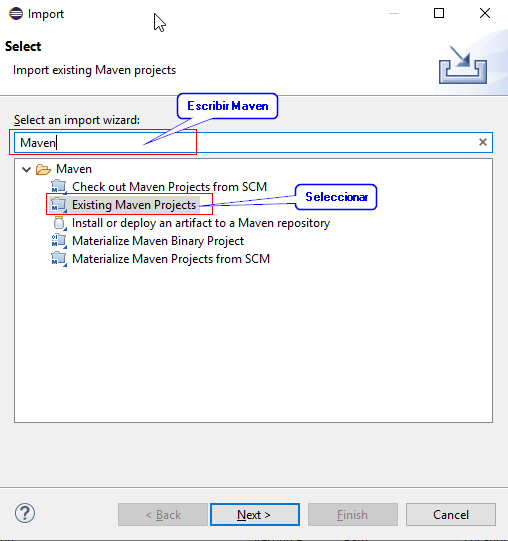 Import
Select
Import existing Maven projects
Escribir Maven
Select an import wizard:
Maven
Maven
Check out Maven Projects from SCM
Existing Maven Projects
Seleccionar
Install or deploy an artifact to a Maven repository
Materialize Maven Binary Project
Materialize Maven Projects from SCM
?
< Back
Next >
Finish
Cancel